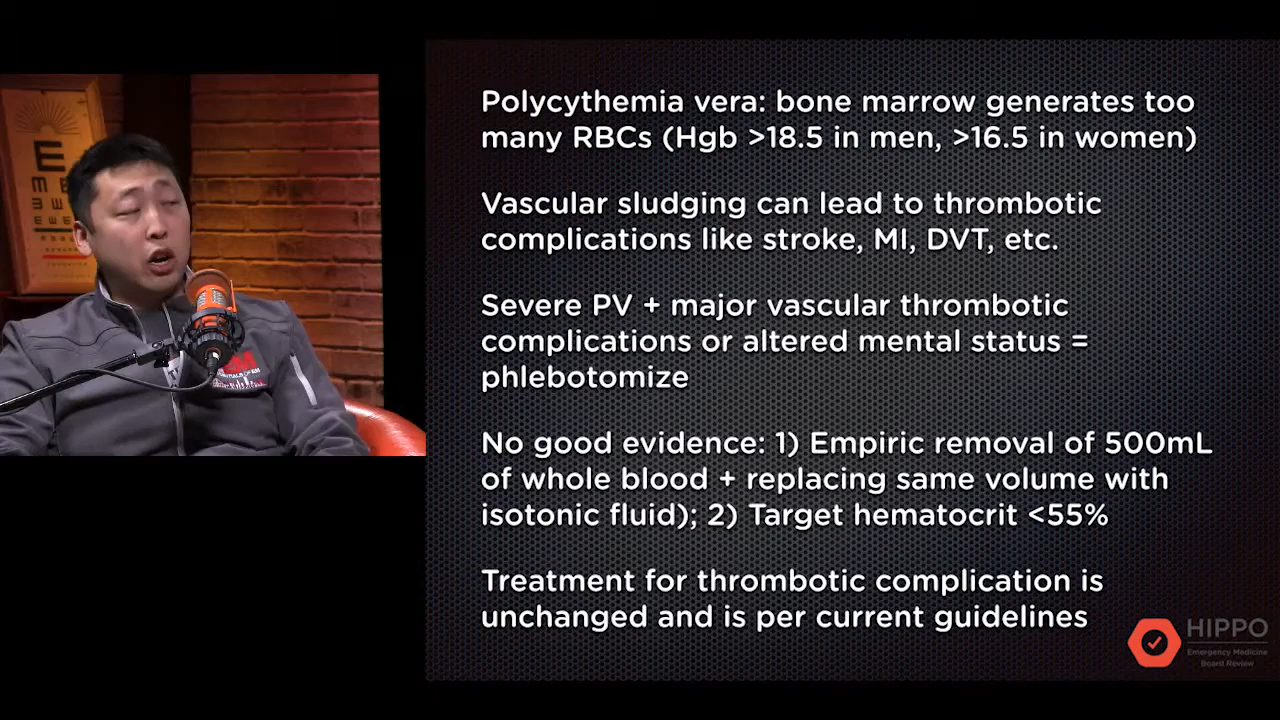 Polycythemia vera: bone marrow generates too
many RBCs (Hgb >18.5 in men, >16.5 in women)
Vascular sludging can lead to thrombotic
complications like stroke, MI, DVT, etc.
Severe PV + major vascular thrombotic
complications or altered mental status =
phlebotomize
No good evidence: 1) Empiric removal of 500mL
of whole blood + replacing same volume with
isotonic fluid); 2) Target hematocrit <55%
Treatment for thrombotic complication is
unchanged and is per current guidelines
HIPPO
Emergency Medicine
Board Review
E